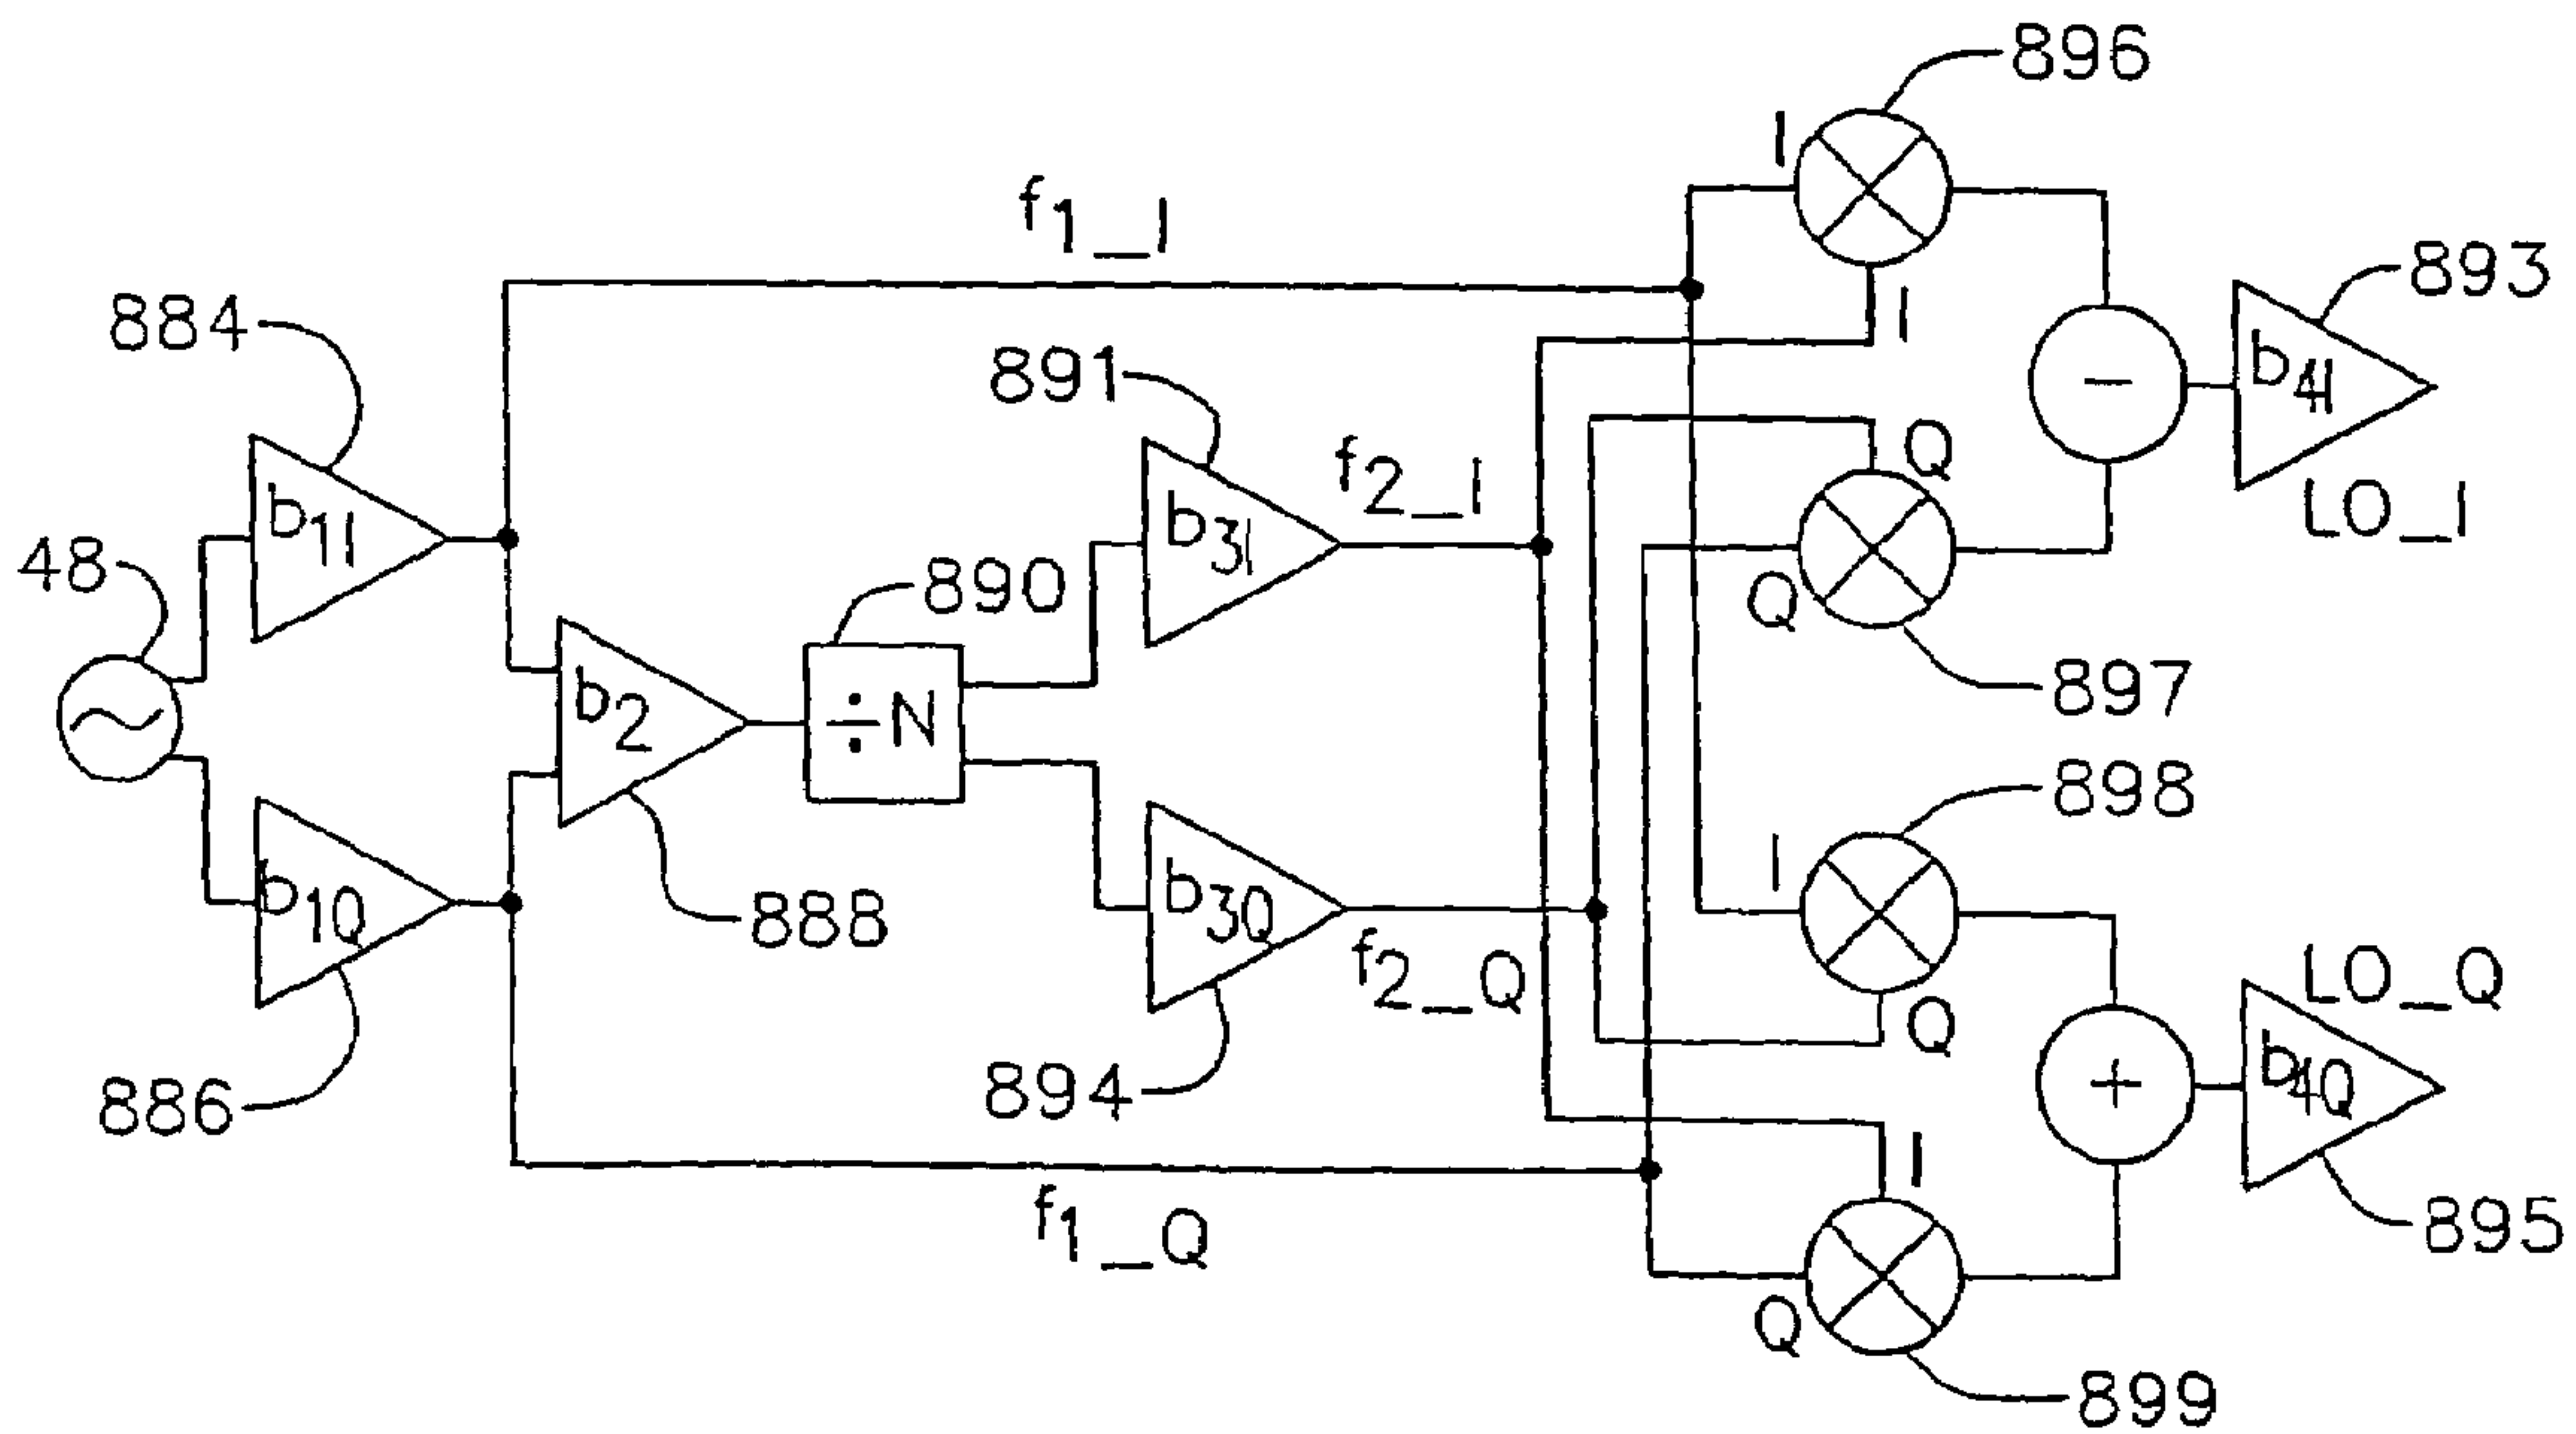 896
I
f1_I
893
884
I
891
b4I
Q
f2_I
LO_I
b1I
b3I
48
890
Q
897
b2
÷N
898
I
b1Q
b3Q
888
LO_Q
f2_Q
Q
b4Q
894
886
I
f1_Q
895
Q
899